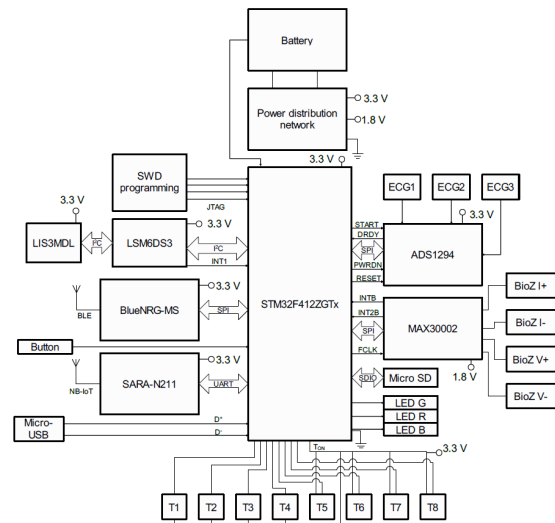 Battery
Power distribution
network
3.3 V
1.8 V
3.3 V
SWD
programming
JTAG
ECG1
ECG2
ECG3
3.3 V
3.3 V
3.3 V
LIS3MDL
I²C
LSM6DS3
I²C
INT1
START
DRDY
SPI
PWRDN
RESET
ADS1294
STM32F412ZGTx
3.3 V
BlueNRG-MS
BLE
SPI
INTB
INT2B
SPI
FCLK
MAX30002
1.8 V
BioZ I+
BioZ I-
BioZ V+
BioZ V-
Button
3.3 V
SARA-N211
NB-IoT
UART
SDIO
Micro SD
LED G
LED R
LED B
Micro-
USB
D+
D-
TON
3.3 V
T1
T2
T3
T4
T5
T6
T7
T8